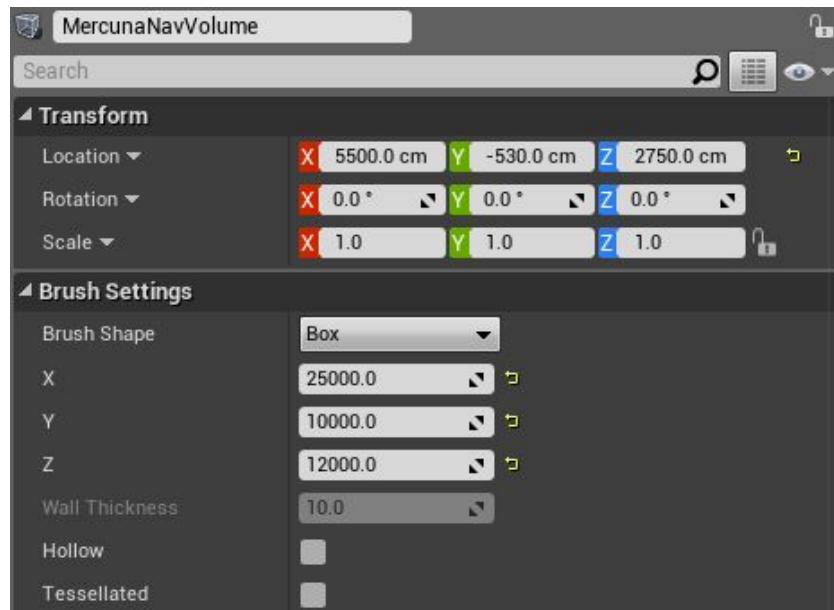 MercunaNavVolume
Search
Transform
Location X 5500.0 cm Y -530.0 cm Z 2750.0 cm
Rotation X 0.0 ° Y 0.0 ° Z 0.0 °
Scale X 1.0 Y 1.0 Z 1.0
Brush Settings
Brush Shape Box
X 25000.0
Y 10000.0
Z 12000.0
Wall Thickness 10.0
Hollow
Tessellated